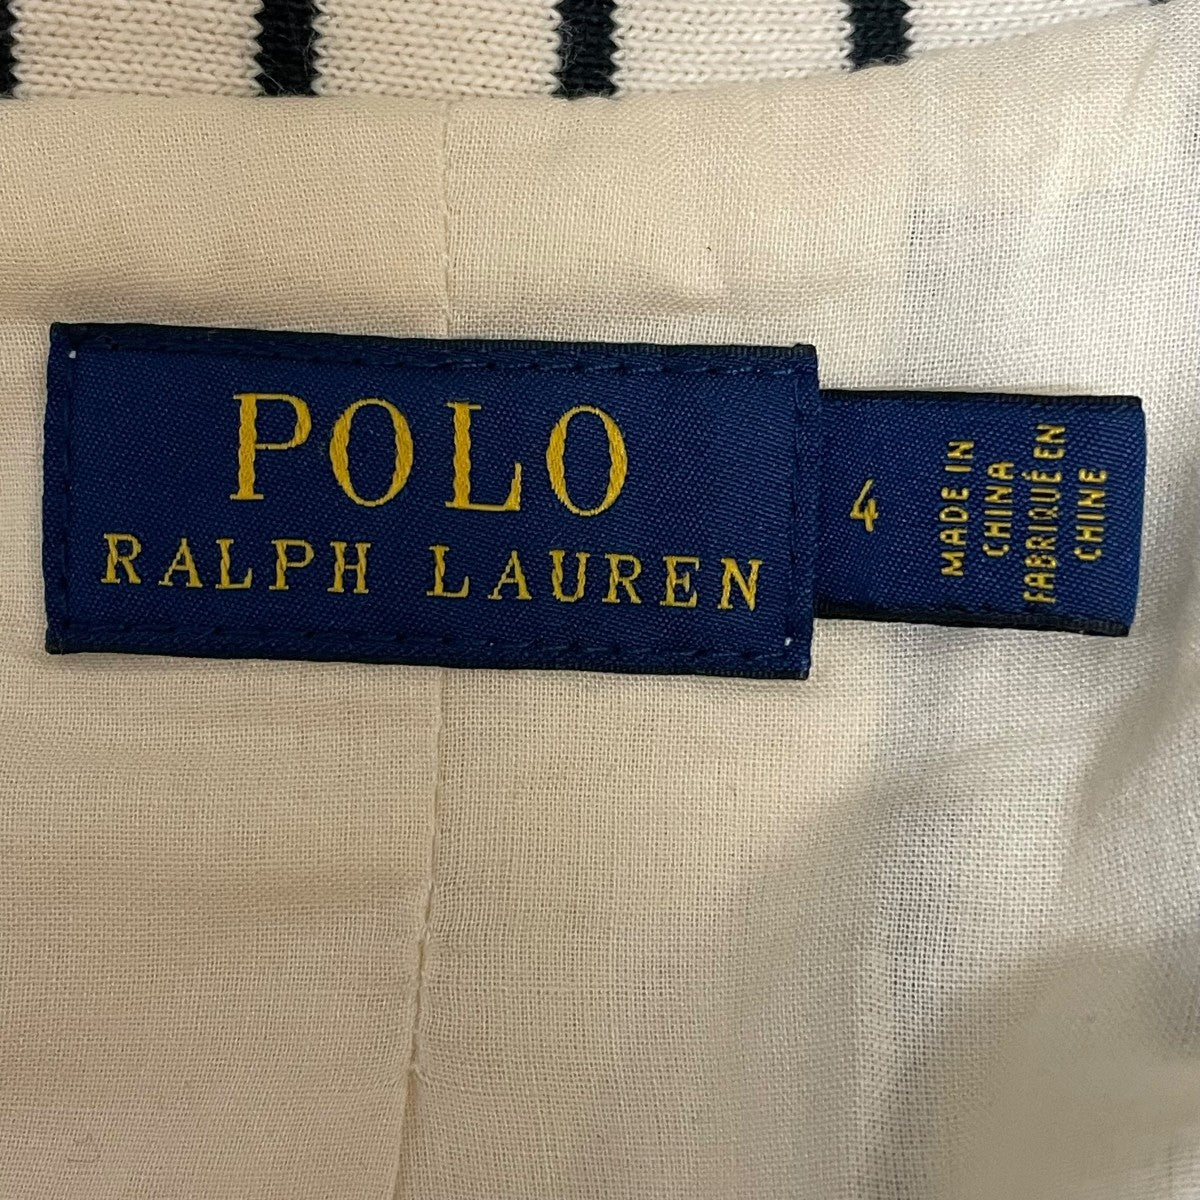 POLO
RALPH LAUREN
4
MADE IN
CHINA
FABRIQUÉ EN
CHINE